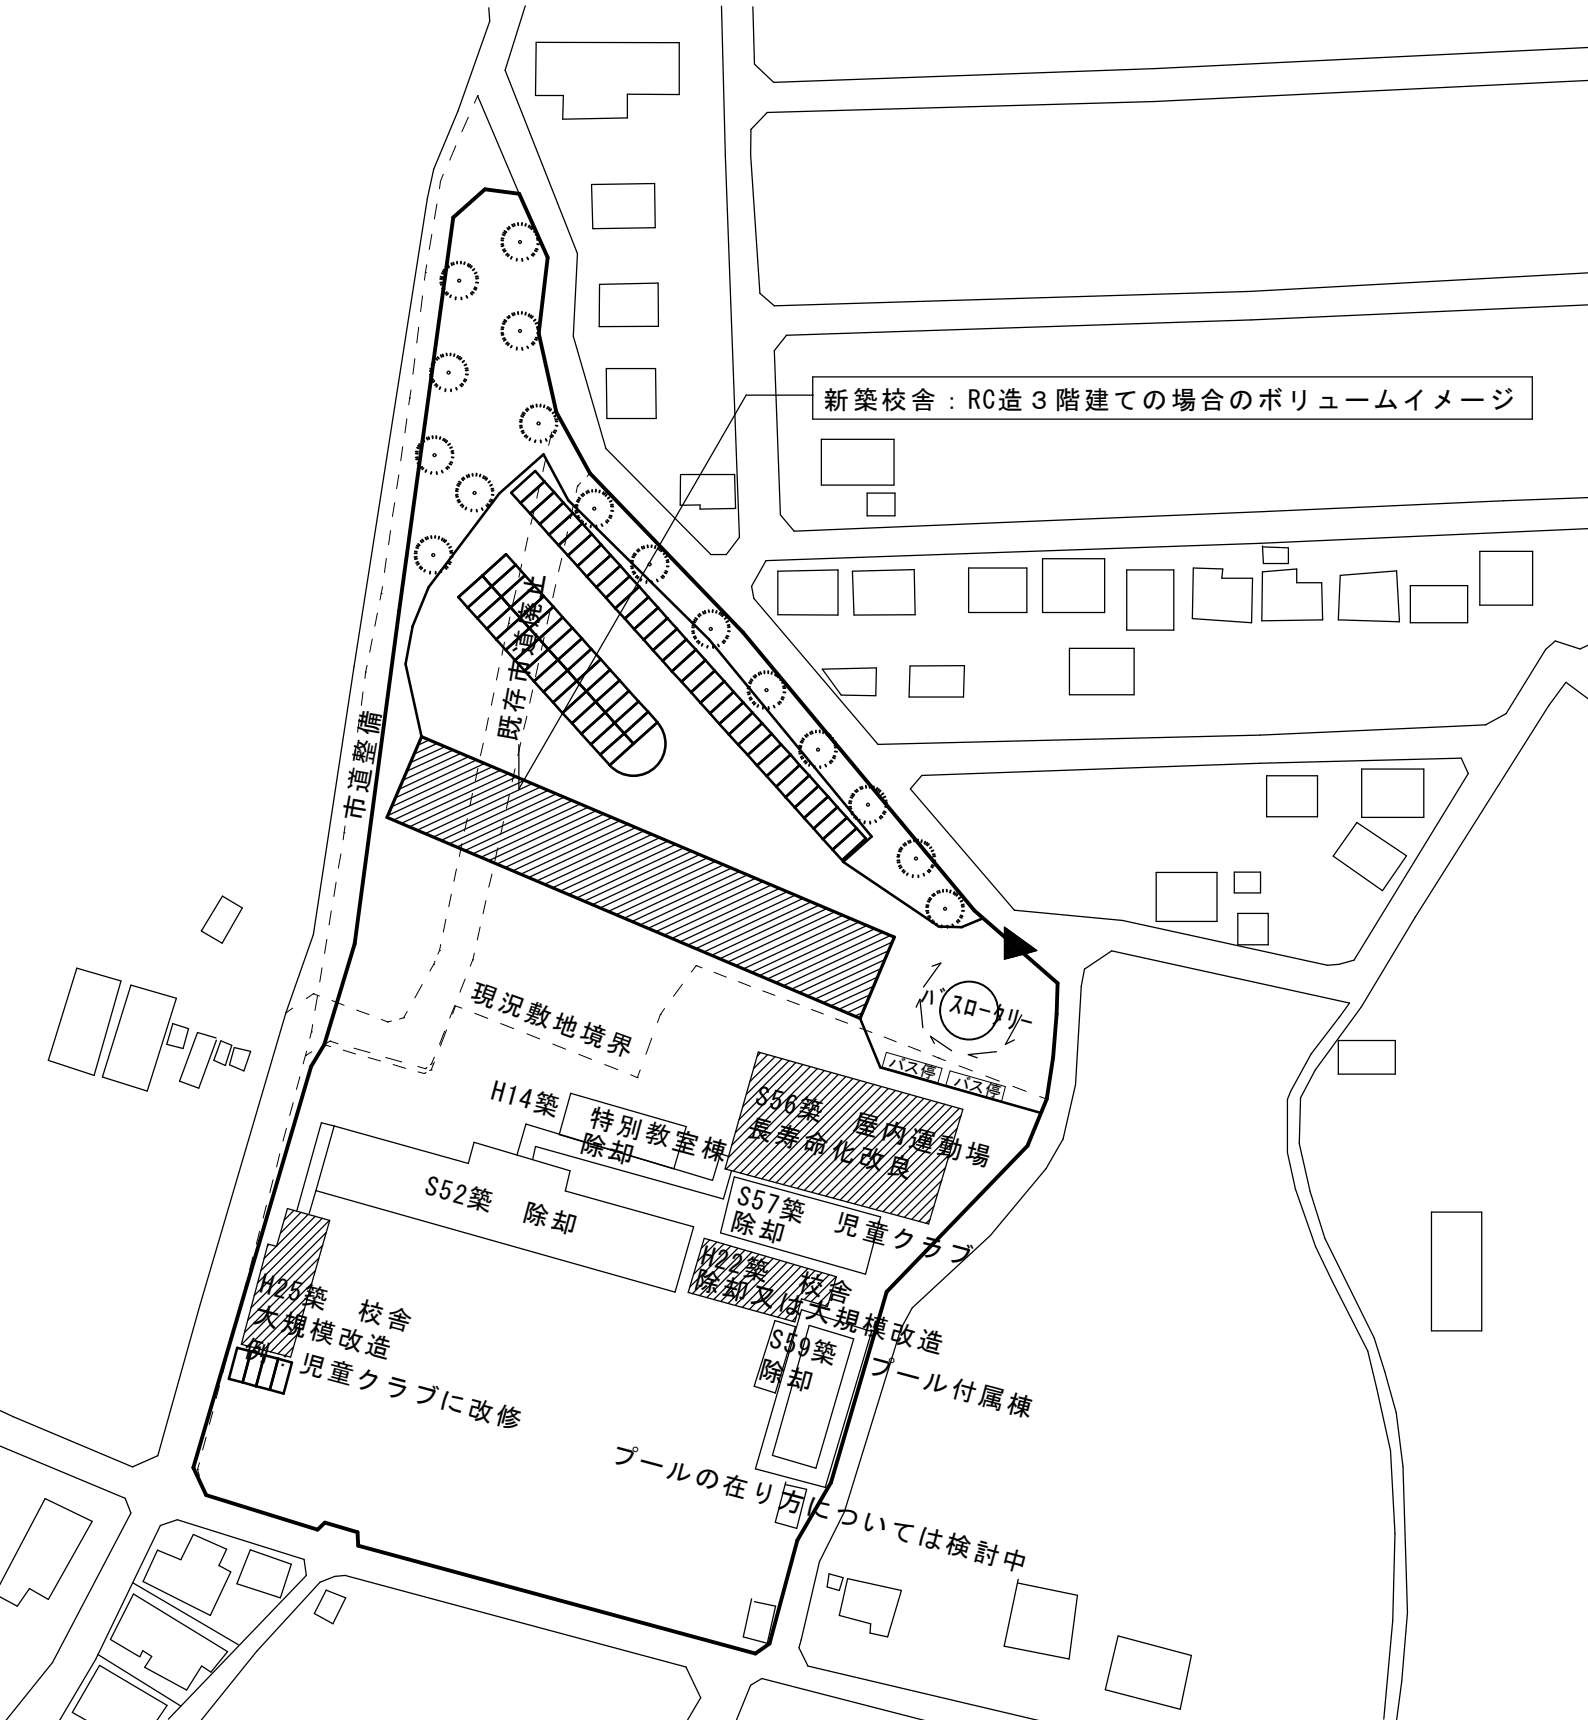 新築校舎：RC造３階建ての場合のボリュームイメージ
既存市道廃止
市道整備
現況敷地境界
バスロータリー
バス停
バス停
H14築　特別教室棟
除却
S56築　屋内運動場
長寿命化改良
S52築　除却
S57築　児童クラブ
除却
H22築　校舎
除却又は大規模改造
H25築　校舎
大規模改造
例：児童クラブに改修
S59築　プール付属棟
除却
プールの在り方については検討中